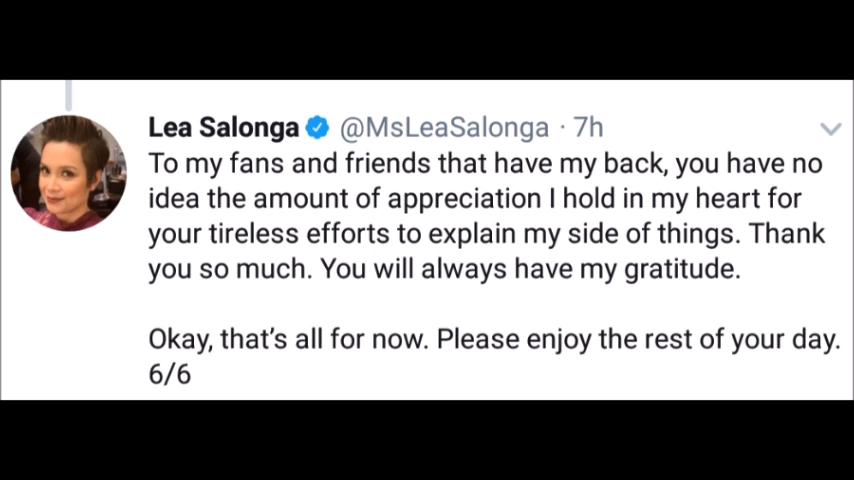 Lea Salonga @MsLeaSalonga · 7h
To my fans and friends that have my back, you have no
idea the amount of appreciation I hold in my heart for
your tireless efforts to explain my side of things. Thank
you so much. You will always have my gratitude.
Okay, that's all for now. Please enjoy the rest of your day.
6/6